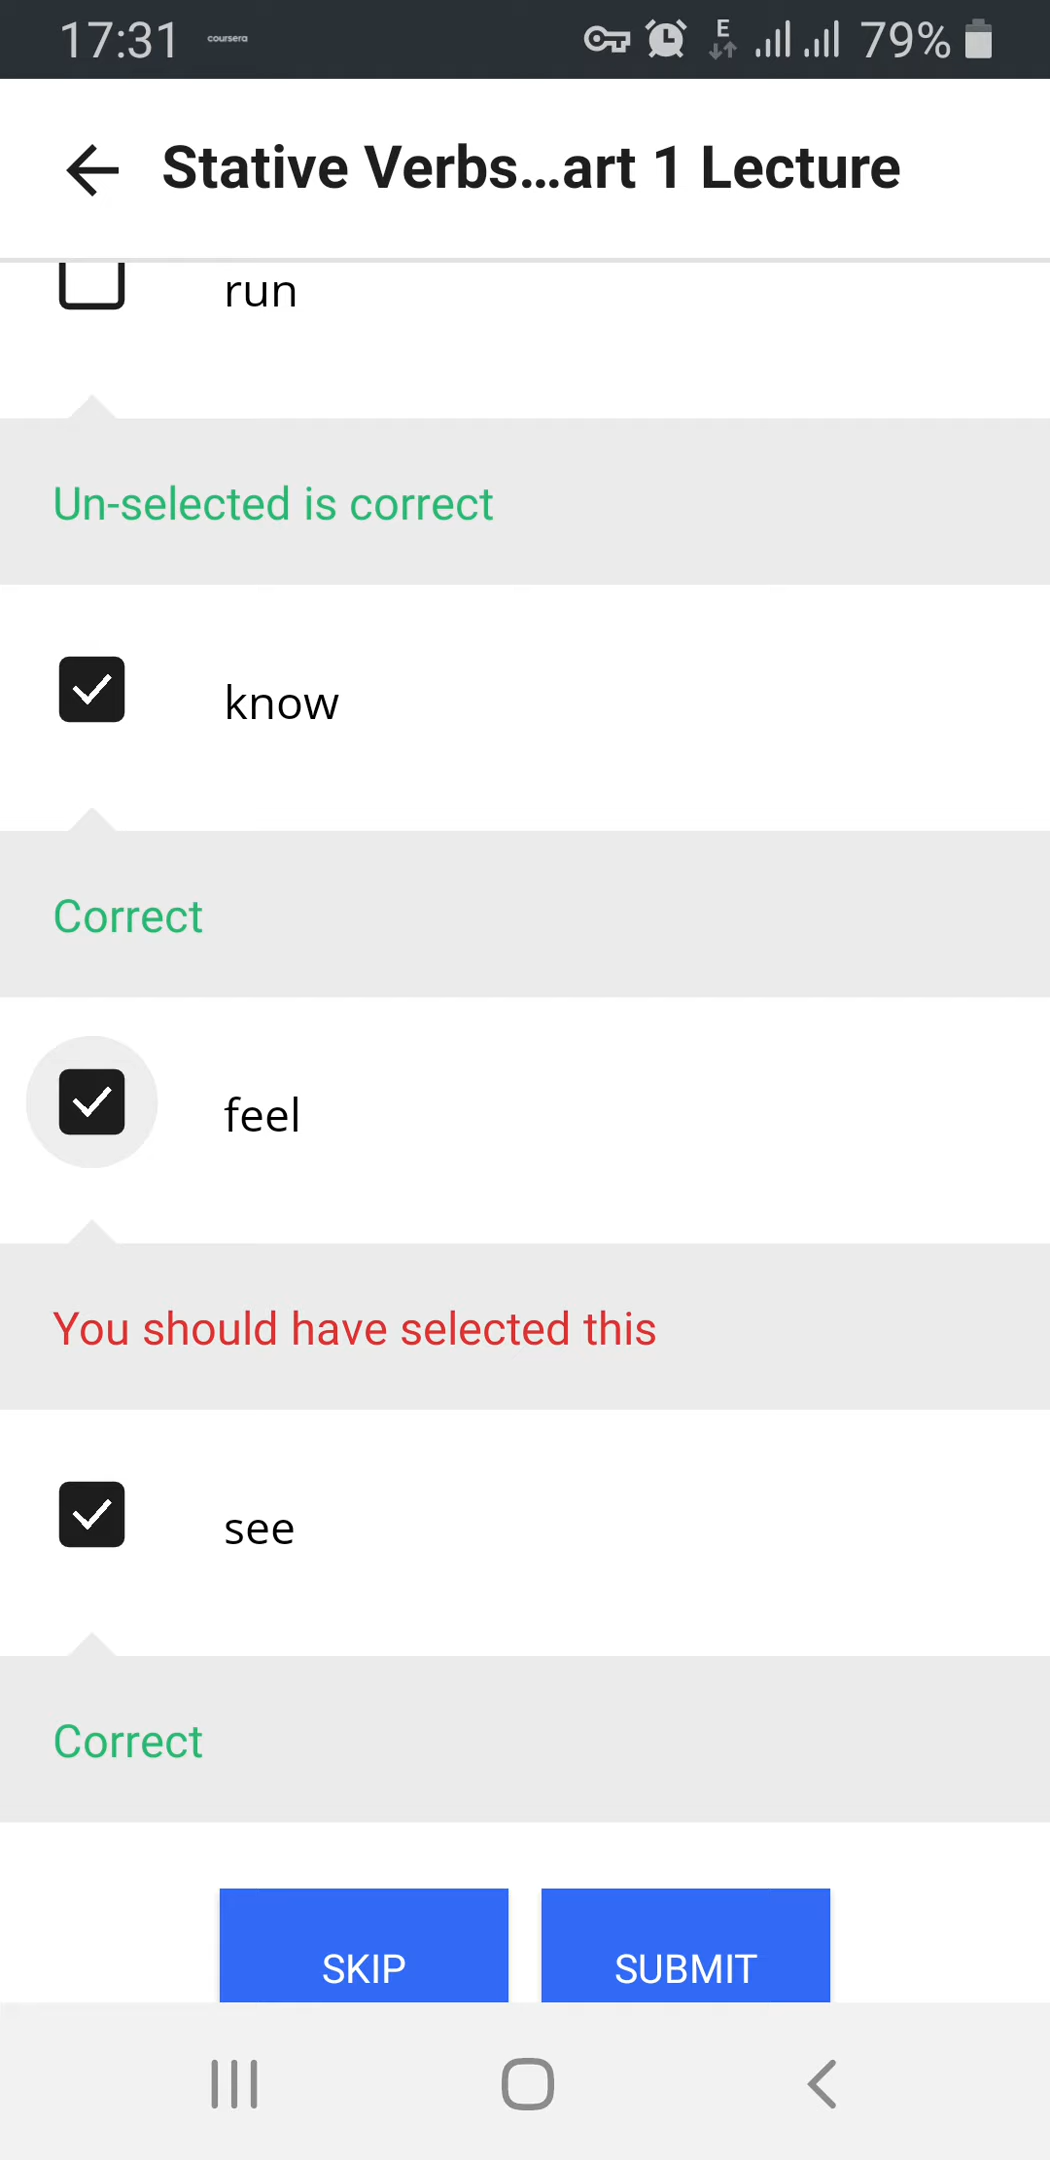 17:31 coursera E 79%
Stative Verbs...art 1 Lecture
run
Un-selected is correct
know
Correct
feel
You should have selected this
see
Correct
SKIP SUBMIT